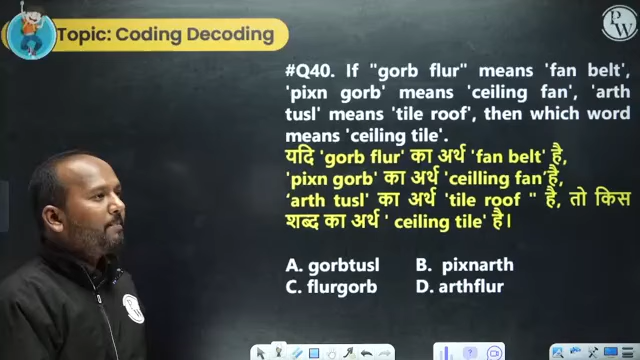 Topic: Coding Decoding
#Q40. If "gorb flur" means 'fan belt',
'pixn gorb' means 'ceiling fan', 'arth
tusl' means 'tile roof', then which word
means 'ceiling tile'.
यदि 'gorb flur' का अर्थ 'fan belt' है,
'pixn gorb' का अर्थ 'ceilling fan' है,
'arth tusl' का अर्थ 'tile roof " है, तो किस
शब्द का अर्थ ' ceiling tile' है।
A. gorbtusl B. pixnarth
C. flurgorb D. arthflur